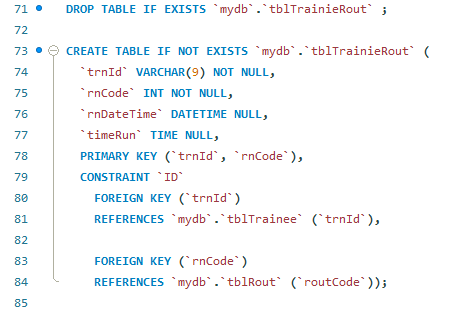 71 DROP TABLE IF EXISTS `mydb`.`tblTrainieRout` ;
72
73 CREATE TABLE IF NOT EXISTS `mydb`.`tblTrainieRout` (
74 `trnId` VARCHAR(9) NOT NULL,
75 `rnCode` INT NOT NULL,
76 `rnDateTime` DATETIME NULL,
77 `timeRun` TIME NULL,
78 PRIMARY KEY (`trnId`, `rnCode`),
79 CONSTRAINT `ID`
80 FOREIGN KEY (`trnId`)
81 REFERENCES `mydb`.`tblTrainee` (`trnId`),
82
83 FOREIGN KEY (`rnCode`)
84 REFERENCES `mydb`.`tblRout` (`routCode`));
85